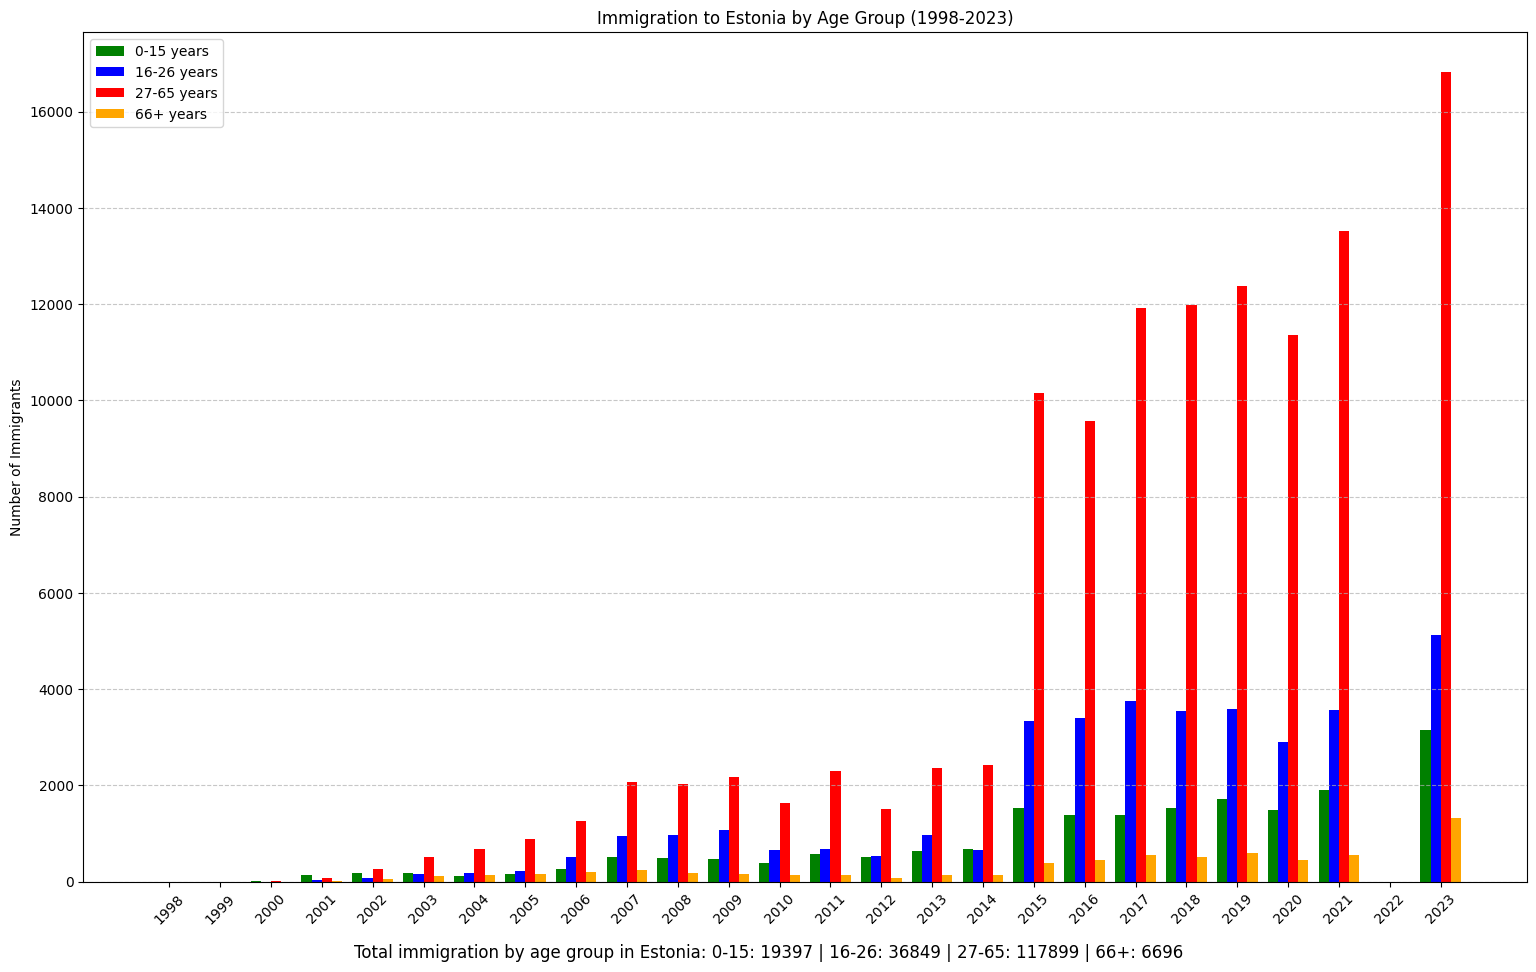 Immigration to Estonia by Age Group (1998-2023)
0-15 years
16-26 years
27-65 years
66+ years
Number of Immigrants
16000
14000
12000
10000
8000
6000
4000
2000
0
1998 1999 2000 2001 2002 2003 2004 2005 2006 2007 2008 2009 2010 2011 2012 2013 2014 2015 2016 2017 2018 2019 2020 2021 2022 2023
Total immigration by age group in Estonia: 0-15: 19397 | 16-26: 36849 | 27-65: 117899 | 66+: 6696